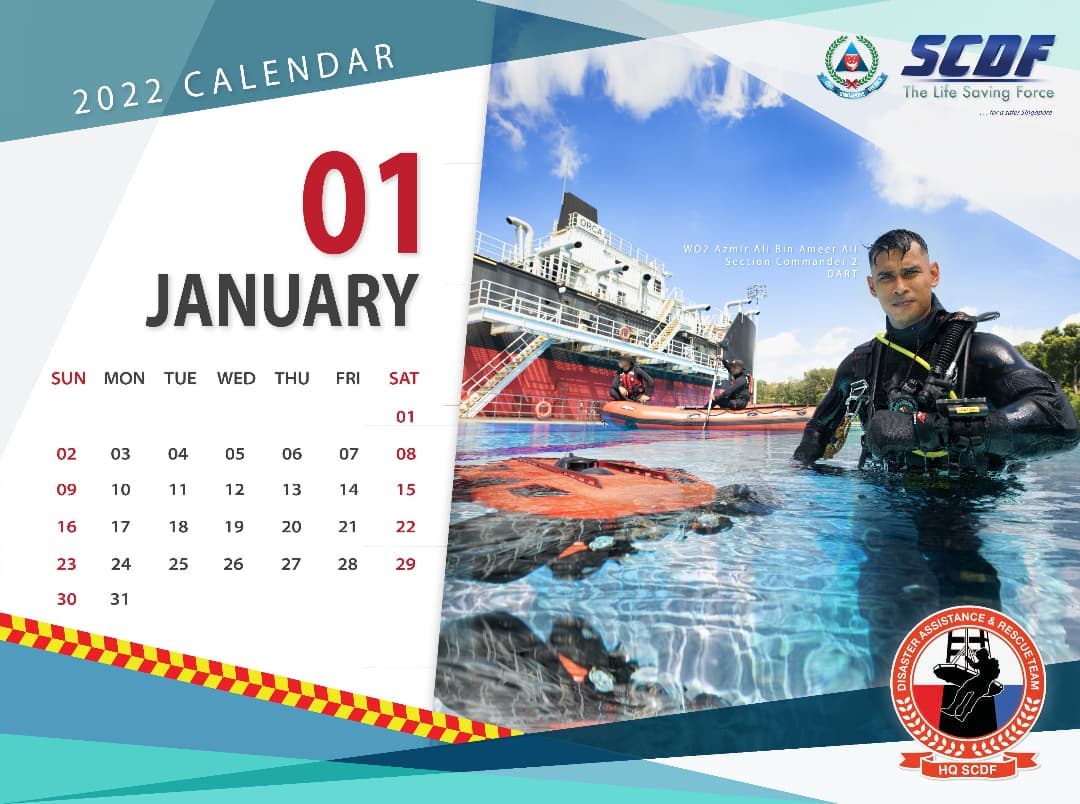 2022 CALENDAR
SCDF
The Life Saving Force
... for a safer Singapore
01
JANUARY
SUN MON TUE WED THU FRI SAT
01
02 03 04 05 06 07 08
09 10 11 12 13 14 15
16 17 18 19 20 21 22
23 24 25 26 27 28 29
30 31
ORCA
WO2 Azmir Ali Bin Ameer Ali
Section Commander 2
DART
DISASTER ASSISTANCE & RESCUE TEAM
HQ SCDF